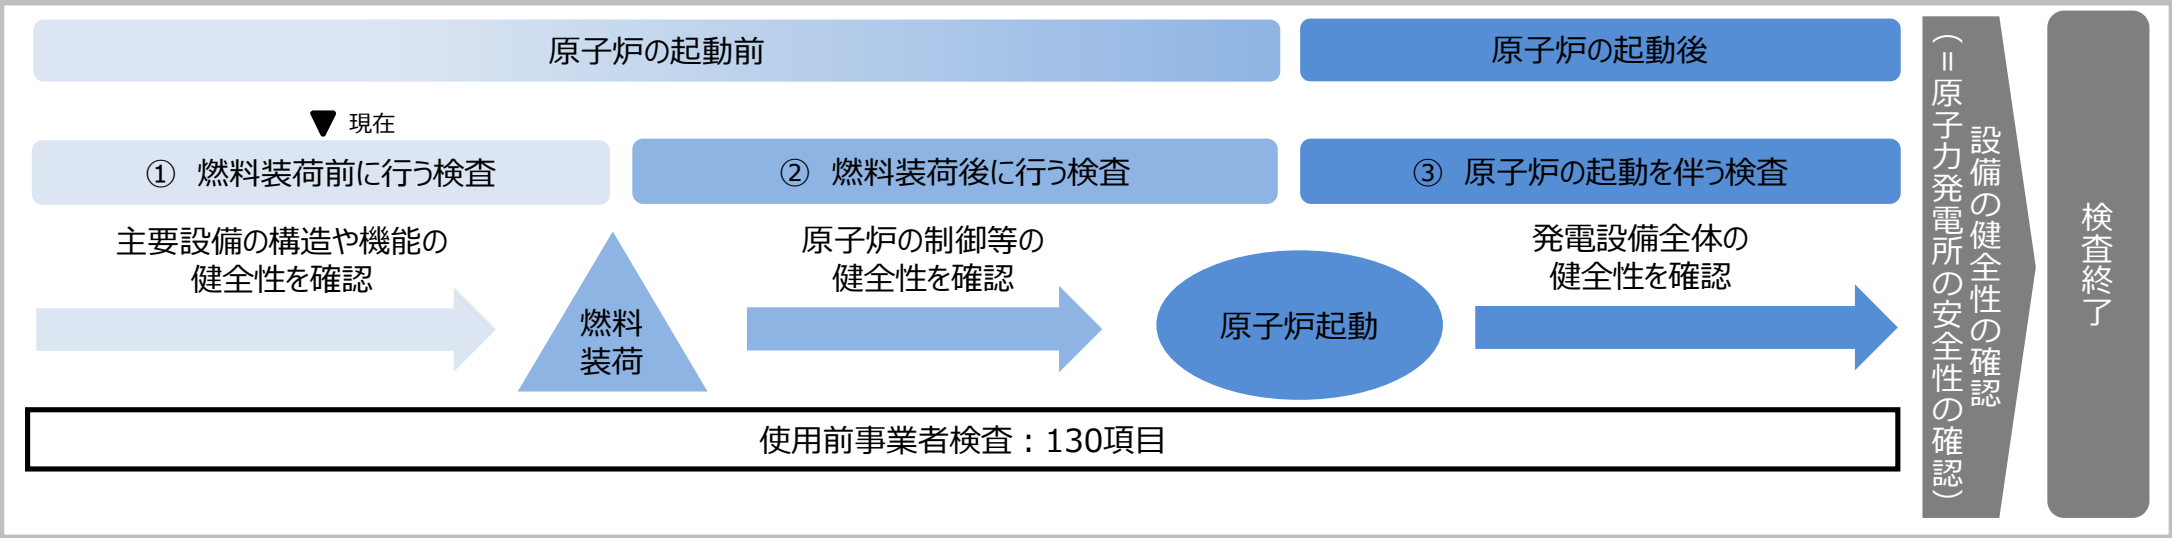 原子炉の起動前
原子炉の起動後
現在
① 燃料装荷前に行う検査
② 燃料装荷後に行う検査
③ 原子炉の起動を伴う検査
主要設備の構造や機能の
健全性を確認
燃料
装荷
原子炉の制御等の
健全性を確認
原子炉起動
発電設備全体の
健全性を確認
使用前事業者検査：130項目
設備の健全性の確認
（＝原子力発電所の安全性の確認）
検査終了